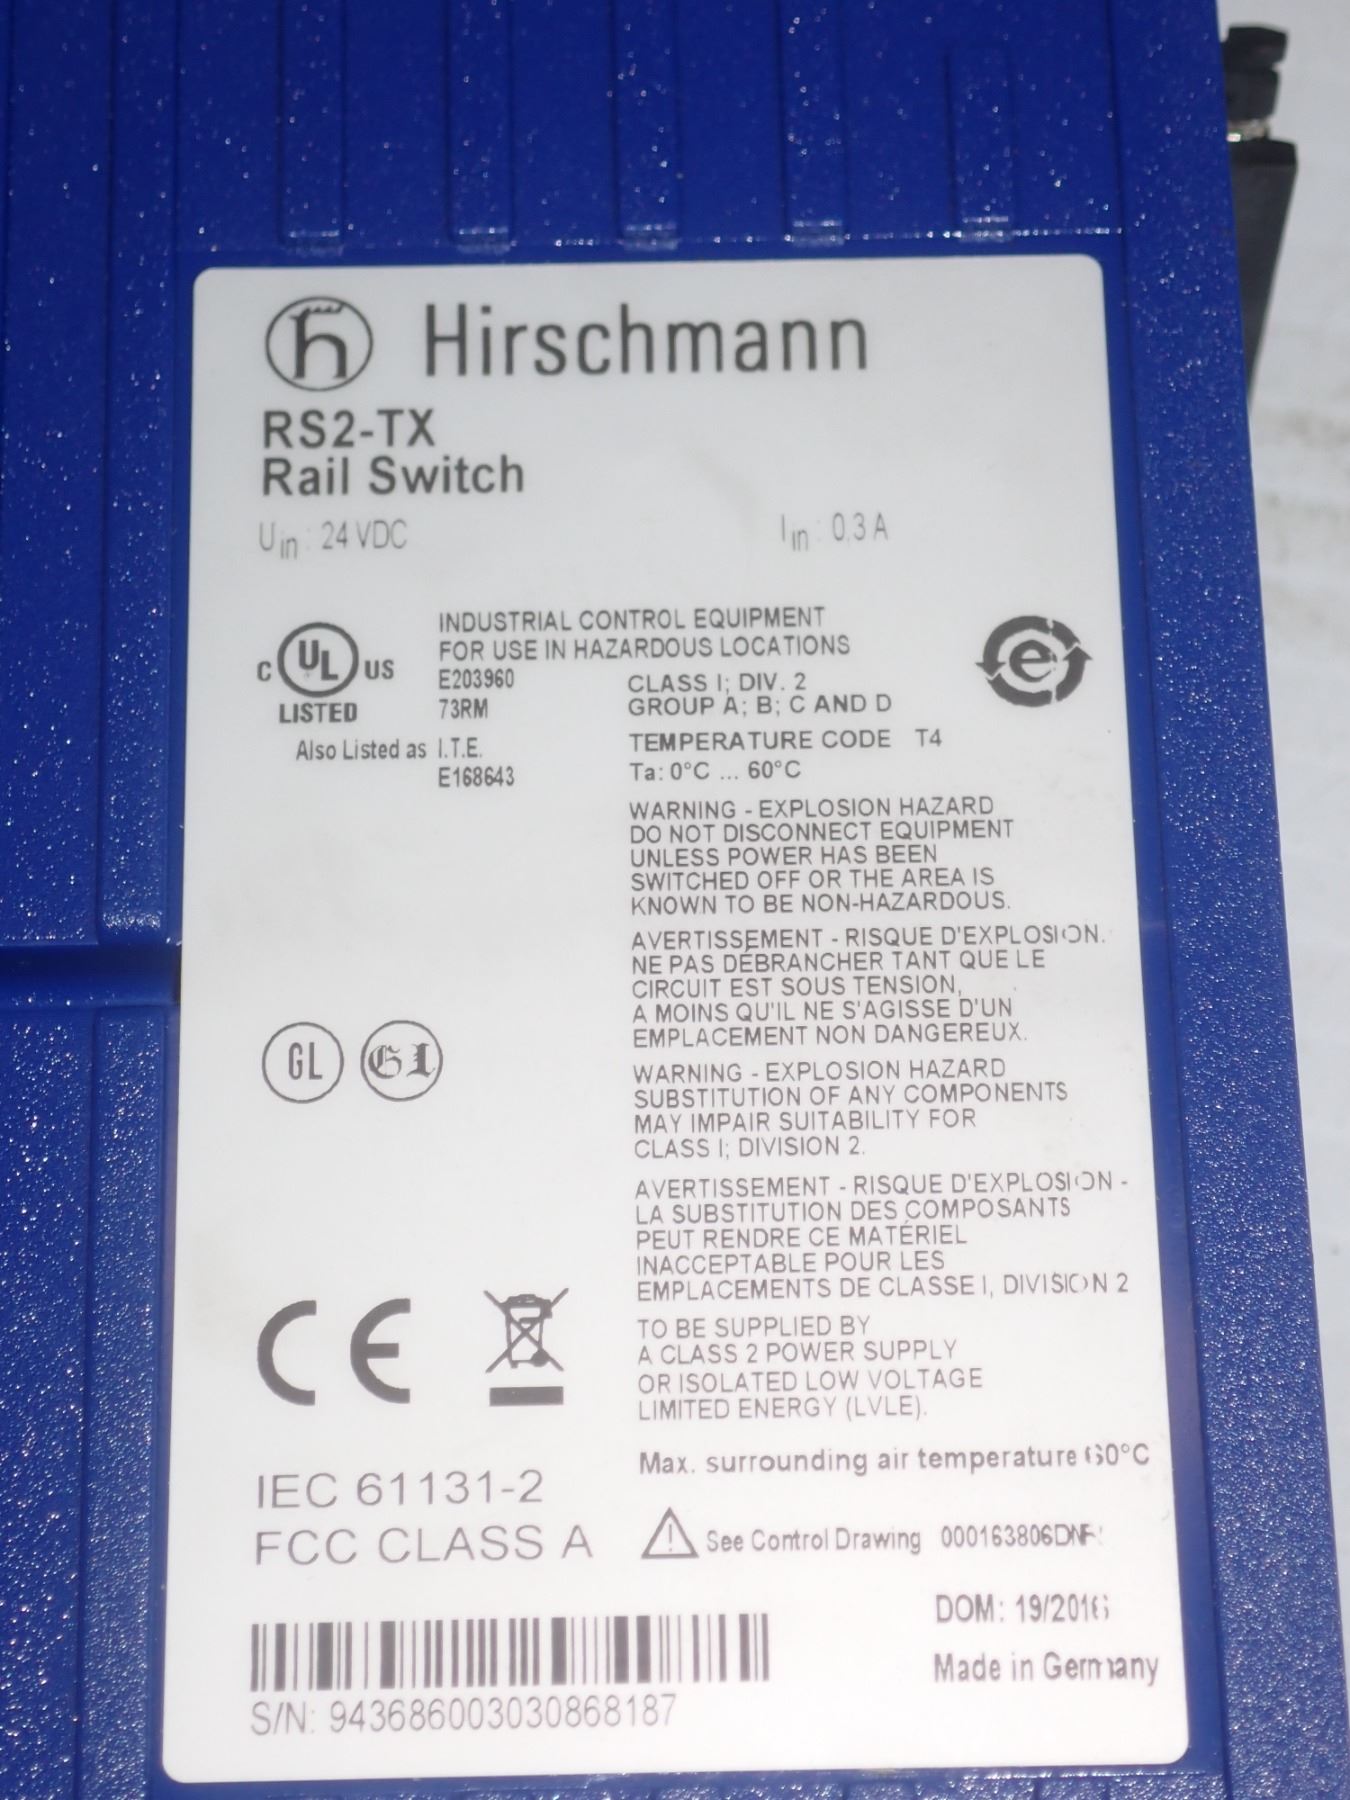 Hirschmann
RS2-TX
Rail Switch
Uin: 24 VDC
Iin: 0.3 A
C UL US
LISTED
INDUSTRIAL CONTROL EQUIPMENT
FOR USE IN HAZARDOUS LOCATIONS
E203960
73RM
Also Listed as I.T.E.
E168643
CLASS I; DIV. 2
GROUP A; B; C AND D
TEMPERATURE CODE T4
Ta: 0°C ... 60°C
e
WARNING - EXPLOSION HAZARD
DO NOT DISCONNECT EQUIPMENT
UNLESS POWER HAS BEEN
SWITCHED OFF OR THE AREA IS
KNOWN TO BE NON-HAZARDOUS.
AVERTISSEMENT - RISQUE D'EXPLOSION.
NE PAS DÉBRANCHER TANT QUE LE
CIRCUIT EST SOUS TENSION,
A MOINS QU'IL NE S'AGISSE D'UN
EMPLACEMENT NON DANGEREUX.
GL GL
WARNING - EXPLOSION HAZARD
SUBSTITUTION OF ANY COMPONENTS
MAY IMPAIR SUITABILITY FOR
CLASS I; DIVISION 2.
AVERTISSEMENT - RISQUE D'EXPLOSION -
LA SUBSTITUTION DES COMPOSANTS
PEUT RENDRE CE MATÉRIEL
INACCEPTABLE POUR LES
EMPLACEMENTS DE CLASSE I, DIVISION 2
TO BE SUPPLIED BY
A CLASS 2 POWER SUPPLY
OR ISOLATED LOW VOLTAGE
LIMITED ENERGY (LVLE).
CE
Max. surrounding air temperature 60°C
IEC 61131-2
FCC CLASS A
See Control Drawing
DOM: 19/2016
Made in Germany
S/N: 943686003030868187